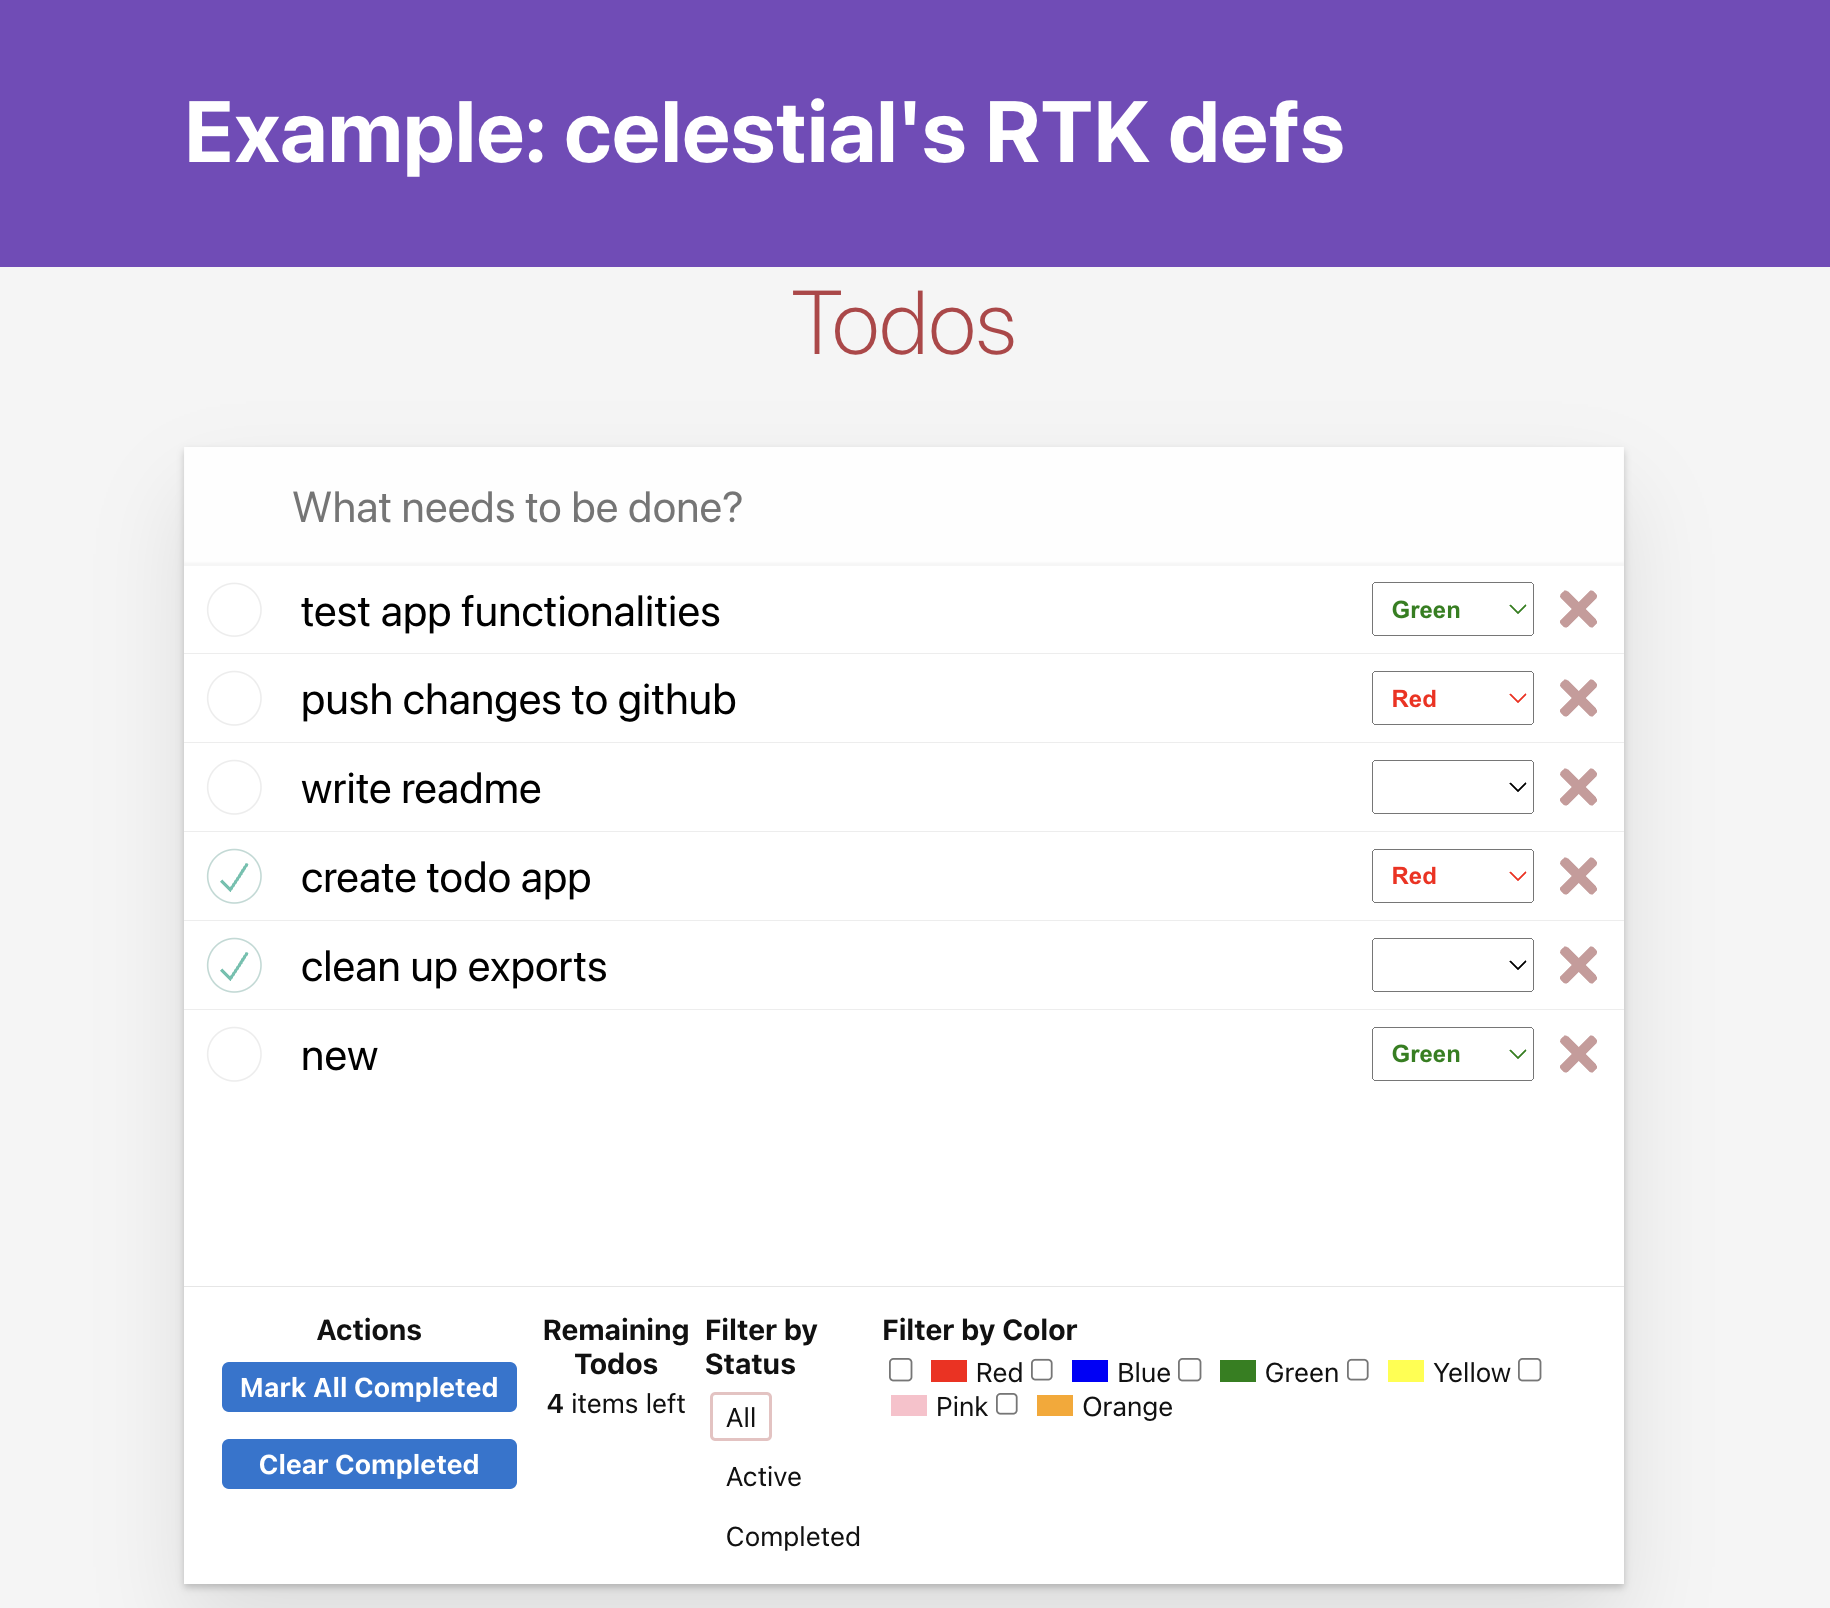 Example: celestial's RTK defs
Todos
What needs to be done?
test app functionalities Green
push changes to github Red
write readme
create todo app Red
clean up exports
new Green
Actions
Mark All Completed
Clear Completed
Remaining
Todos
4 items left
Filter by
Status
All
Active
Completed
Filter by Color
Red Blue Green Yellow
Pink Orange